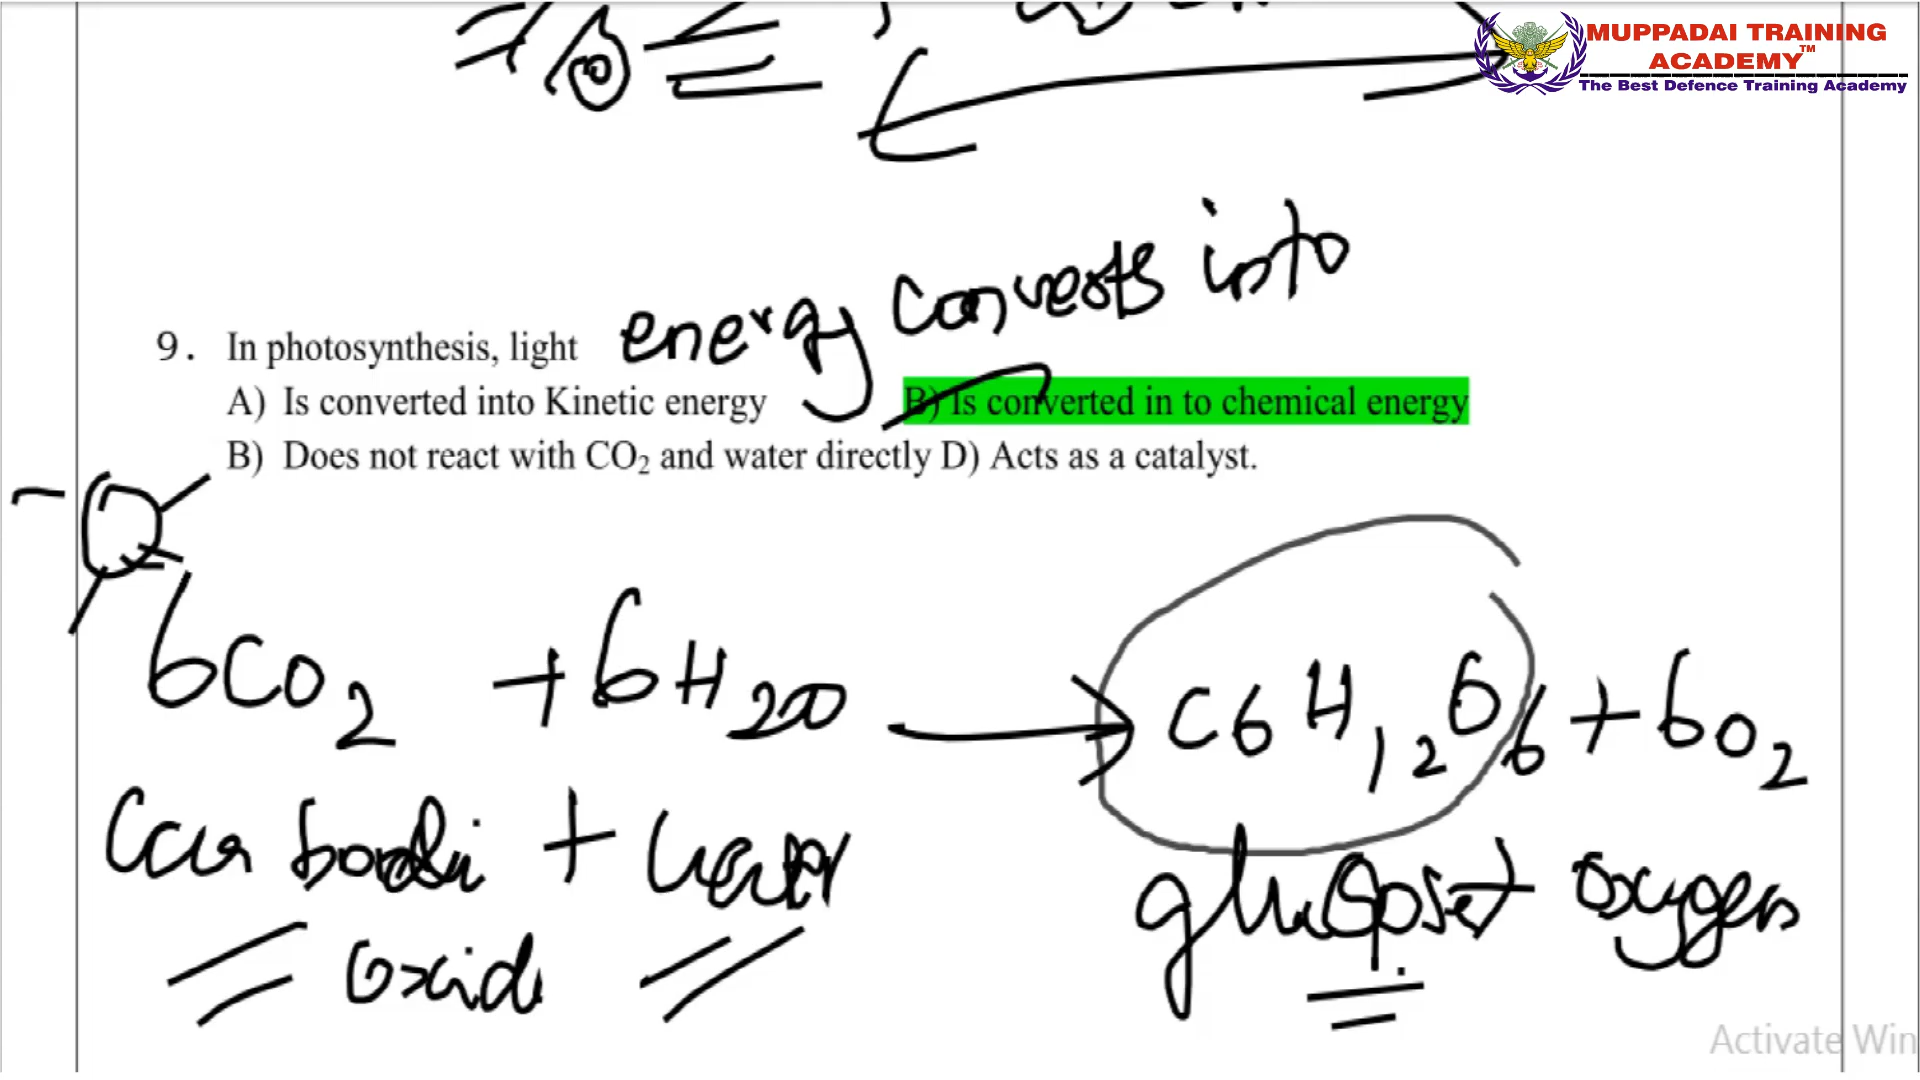 MUPPADAI TRAINING
ACADEMY™
The Best Defence Training Academy
energy converts into
9. In photosynthesis, light
A) Is converted into Kinetic energy B) Is converted in to chemical energy
B) Does not react with CO₂ and water directly D) Acts as a catalyst.
6CO₂ + 6H₂O → C6H₁₂O₆ + 6O₂
+ water glucose + oxygen
oxid
Activate Win